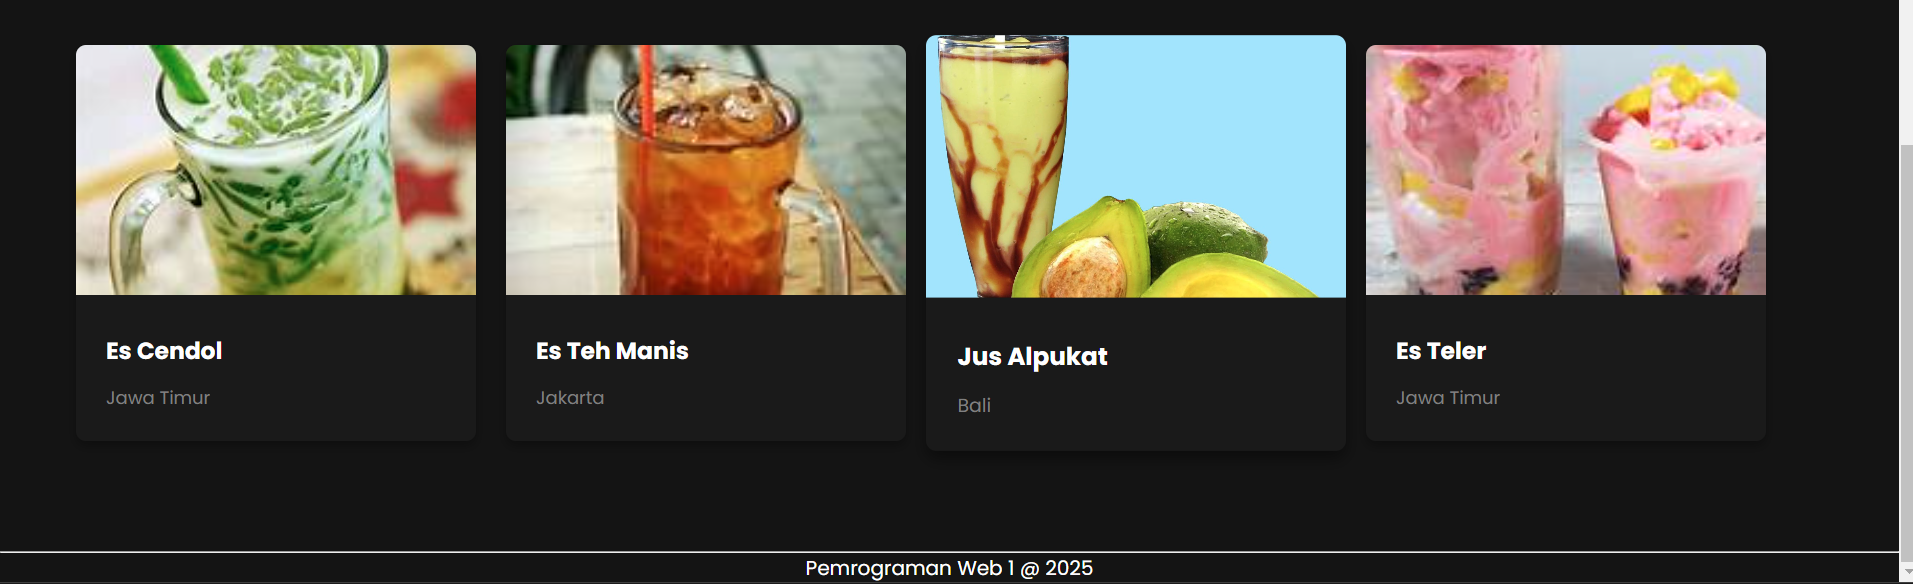 Es Cendol
Jawa Timur
Es Teh Manis
Jakarta
Jus Alpukat
Bali
Es Teler
Jawa Timur
Pemrograman Web 1 @ 2025